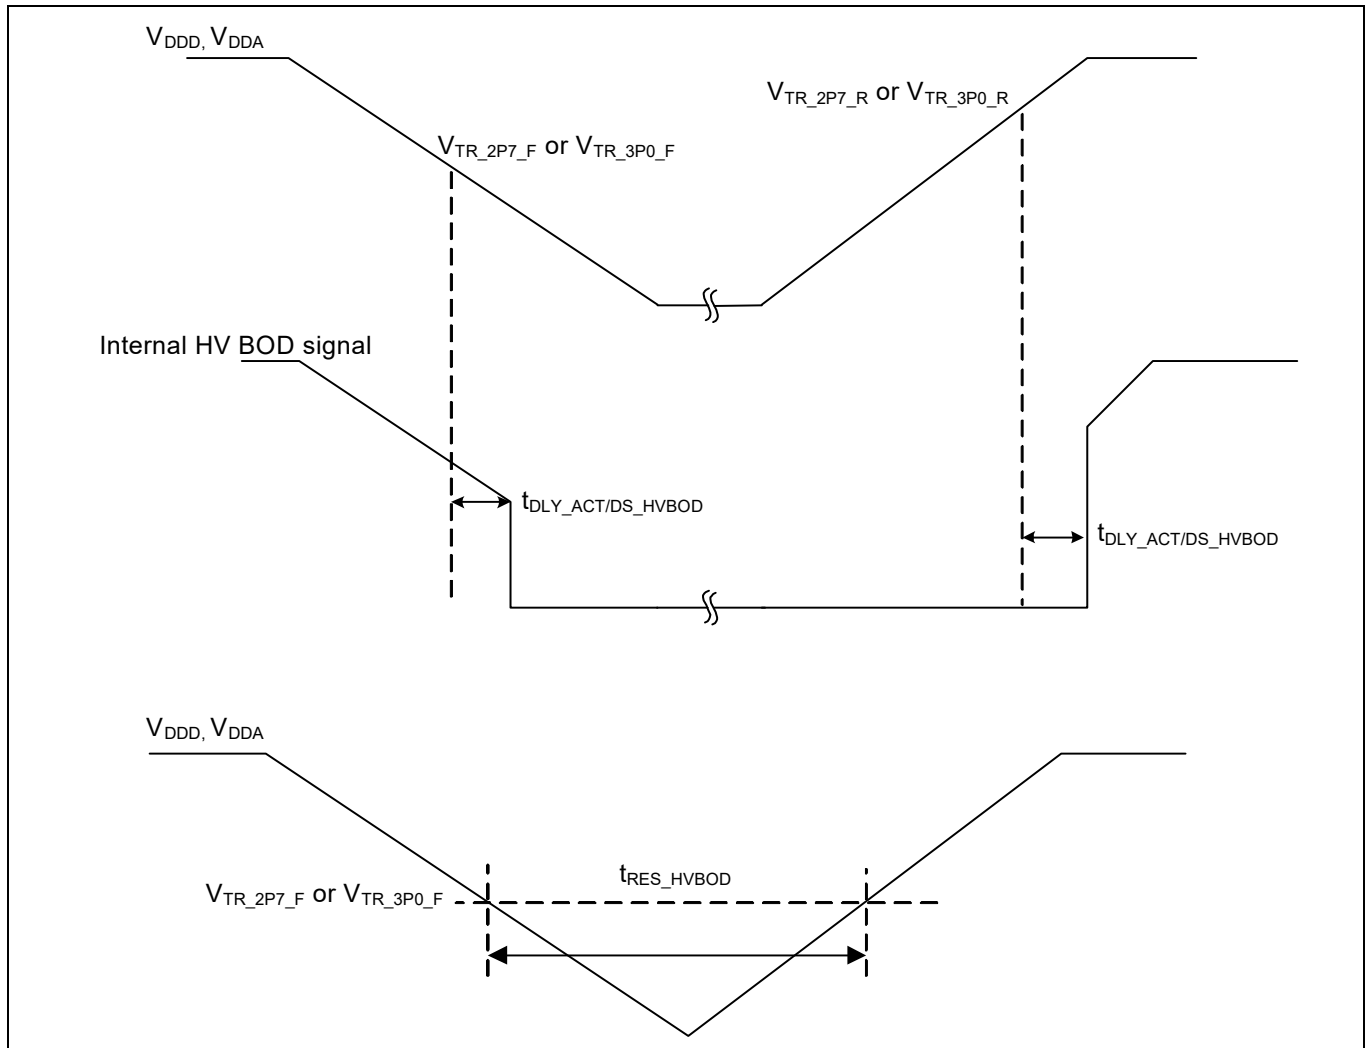 VDDD, VDDA
VTR_2P7_R or VTR_3P0_R
VTR_2P7_F or VTR_3P0_F
Internal HV BOD signal
tDLY_ACT/DS_HVBOD
tDLY_ACT/DS_HVBOD
VDDD, VDDA
tRES_HVBOD
VTR_2P7_F or VTR_3P0_F